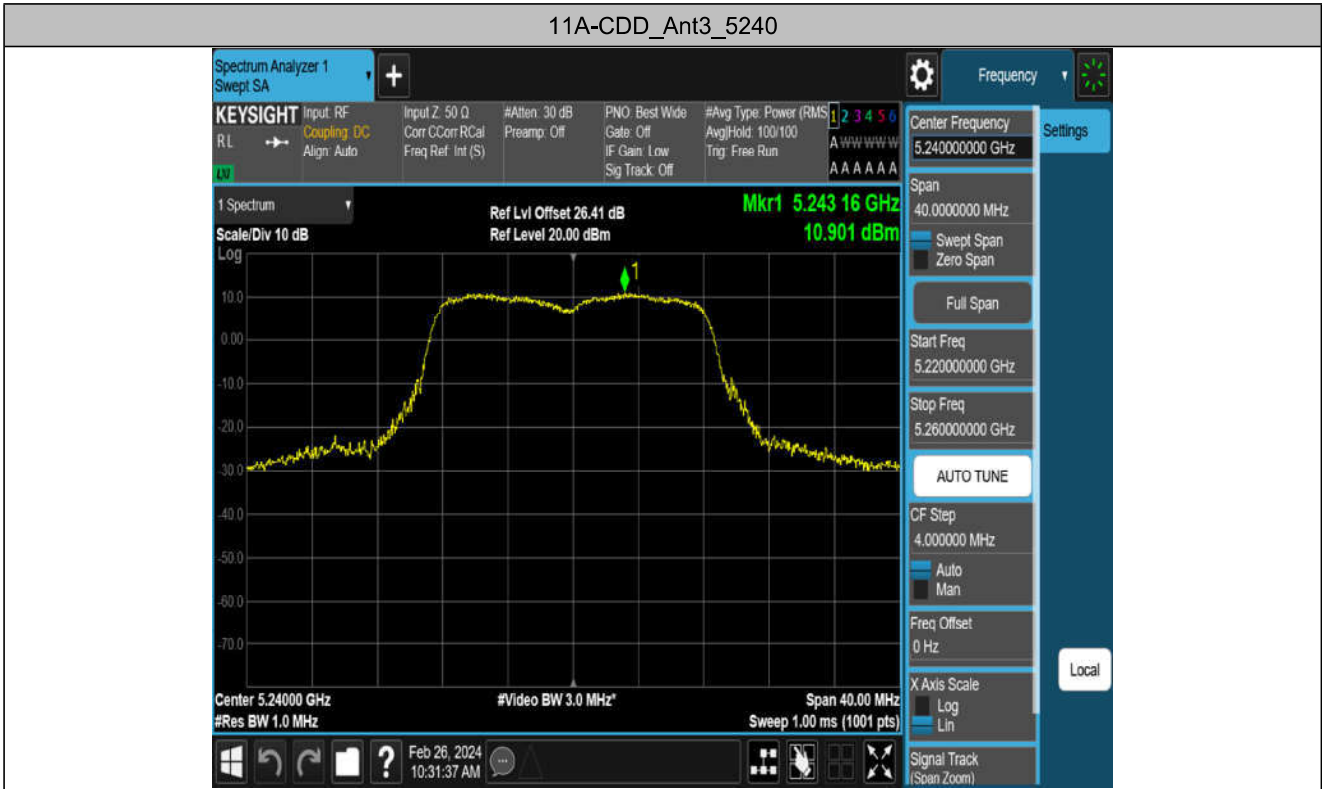 11A-CDD_Ant3_5240
Spectrum Analyzer 1
Swept SA
+
Frequency
KEYSIGHT
RL
LXI
Input: RF
Coupling: DC
Align: Auto
Input Z: 50 Ω
Corr CCorr RCal
Freq Ref: Int (S)
#Atten: 30 dB
Preamp: Off
PNO: Best Wide
Gate: Off
IF Gain: Low
Sig Track: Off
#Avg Type: Power (RMS
Avg|Hold: 100/100
Trig: Free Run
1 2 3 4 5 6
A W W W W W
A A A A A A
1 Spectrum
Scale/Div 10 dB
Log
Ref Lvl Offset 26.41 dB
Ref Level 20.00 dBm
Mkr1 5.243 16 GHz
10.901 dBm
1
10.0
0.00
-10.0
-20.0
-30.0
-40.0
-50.0
-60.0
-70.0
Center 5.24000 GHz
#Res BW 1.0 MHz
#Video BW 3.0 MHz*
Span 40.00 MHz
Sweep 1.00 ms (1001 pts)
Center Frequency
5.240000000 GHz
Settings
Span
40.0000000 MHz
Swept Span
Zero Span
Full Span
Start Freq
5.220000000 GHz
Stop Freq
5.260000000 GHz
AUTO TUNE
CF Step
4.000000 MHz
Auto
Man
Freq Offset
0 Hz
X Axis Scale
Log
Lin
Local
Signal Track
(Span Zoom)
?
Feb 26, 2024
10:31:37 AM